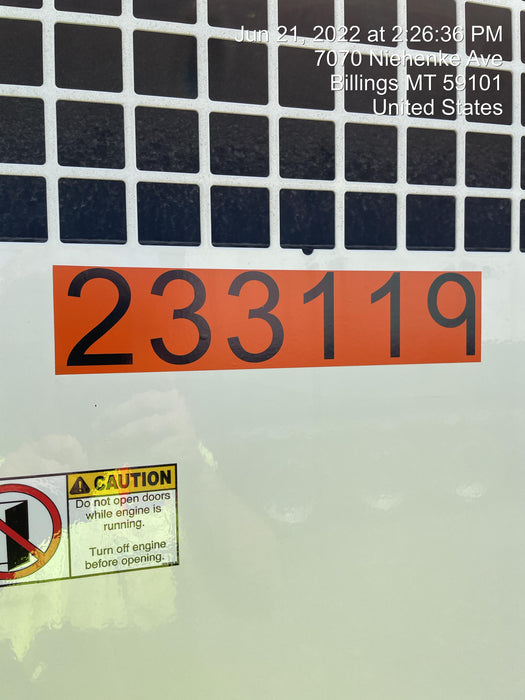 Jun 21, 2022 at 2:26:36 PM
7070 Niehenke Ave
Billings MT 59101
United States
233119
CAUTION
Do not open doors
while engine is
running.
Turn off engine
before opening.